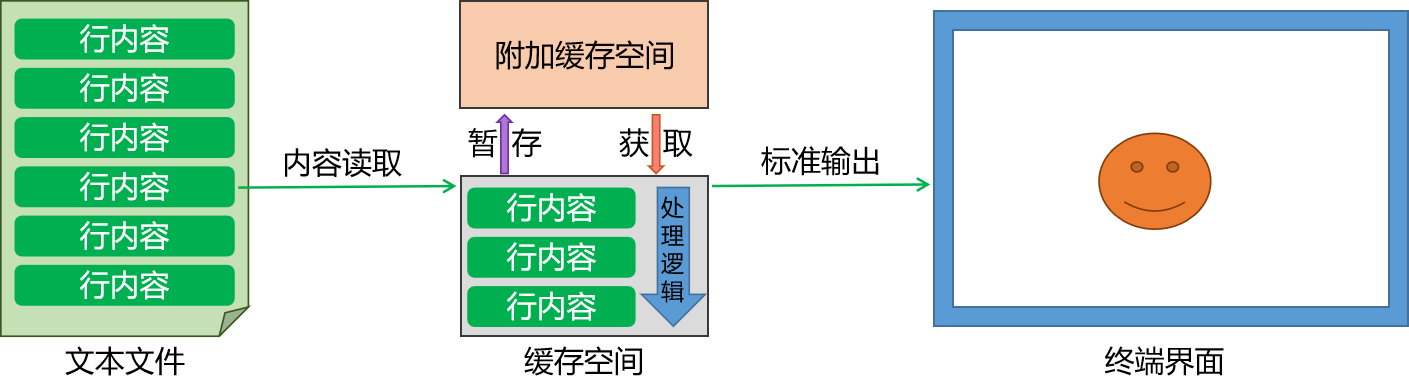 行内容
行内容
行内容
行内容
行内容
行内容
文本文件
内容读取
附加缓存空间
暂存
获取
行内容
行内容
行内容
处理逻辑
缓存空间
标准输出
终端界面